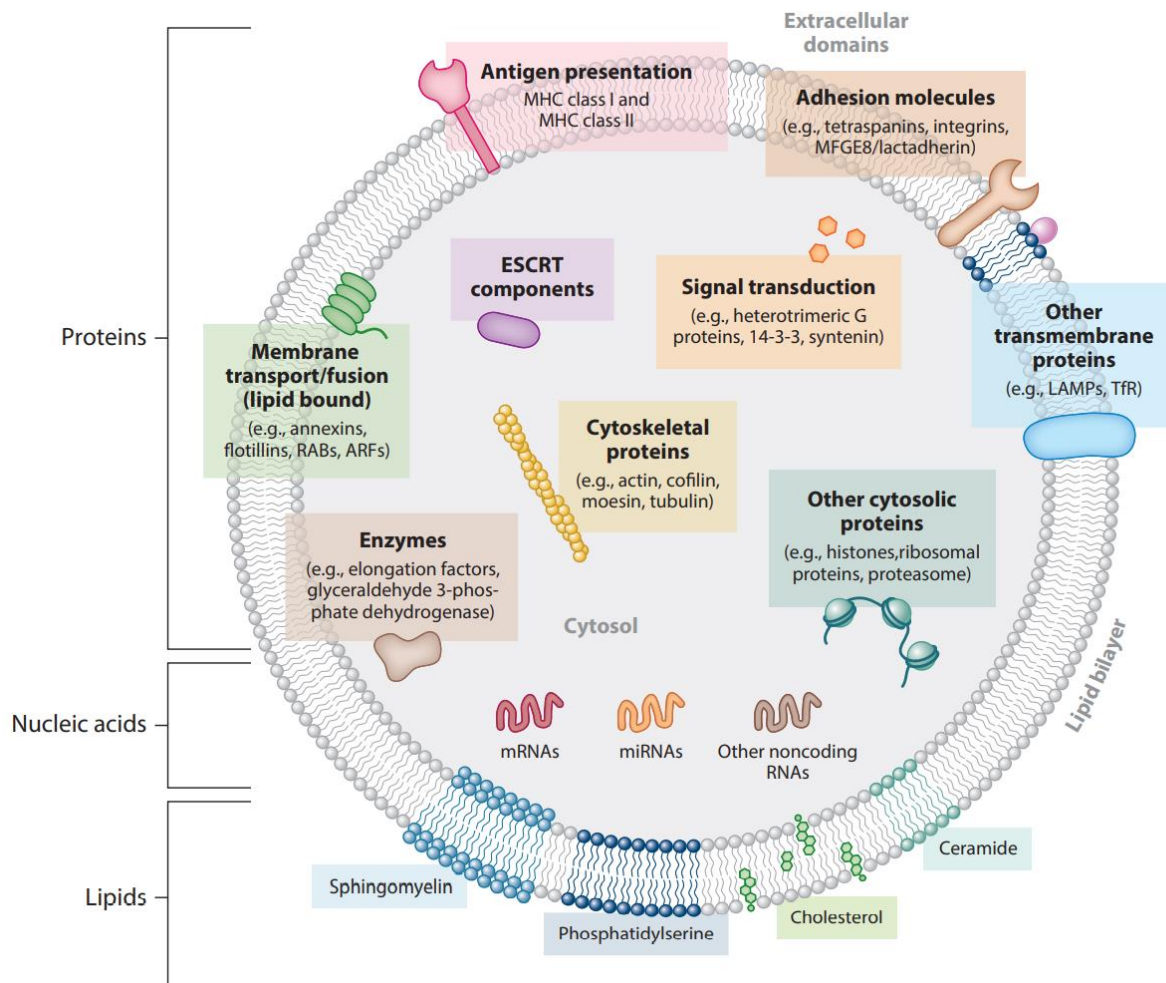 Extracellular
domains
Antigen presentation
MHC class I and
MHC class II
Adhesion molecules
(e.g., tetraspanins, integrins,
MFGE8/lactadherin)
ESCRT
components
Signal transduction
(e.g., heterotrimeric G
proteins, 14-3-3, syntenin)
Other
transmembrane
proteins
(e.g., LAMPs, TfR)
Proteins
Membrane
transport/fusion
(lipid bound)
(e.g., annexins,
flotillins, RABs, ARFs)
Cytoskeletal
proteins
(e.g., actin, cofilin,
moesin, tubulin)
Other cytosolic
proteins
(e.g., histones,ribosomal
proteins, proteasome)
Enzymes
(e.g., elongation factors,
glyceraldehyde 3-phos-
phate dehydrogenase)
Cytosol
Lipid bilayer
Nucleic acids
mRNAs
miRNAs
Other noncoding
RNAs
Lipids
Sphingomyelin
Phosphatidylserine
Cholesterol
Ceramide